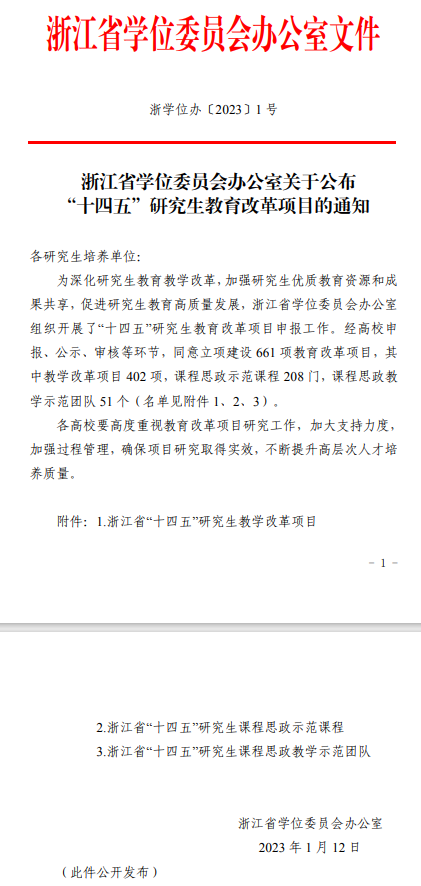 浙江省学位委员会办公室文件
浙学位办〔2023〕1 号
浙江省学位委员会办公室关于公布
“十四五”研究生教育改革项目的通知
各研究生培养单位：
为深化研究生教育教学改革，加强研究生优质教育资源和成
果共享，促进研究生教育高质量发展，浙江省学位委员会办公室
组织开展了“十四五”研究生教育改革项目申报工作。经高校申
报、公示、审核等环节，同意立项建设 661 项教育改革项目，其
中教学改革项目 402 项，课程思政示范课程 208 门，课程思政教
学示范团队 51 个（名单见附件 1、2、3）。
各高校要高度重视教育改革项目研究工作，加大支持力度，
加强过程管理，确保项目研究取得实效，不断提升高层次人才培
养质量。
附件：1.浙江省“十四五”研究生教学改革项目
- 1 -
2.浙江省“十四五”研究生课程思政示范课程
3.浙江省“十四五”研究生课程思政教学示范团队
浙江省学位委员会办公室
2023 年 1 月 12 日
（此件公开发布）